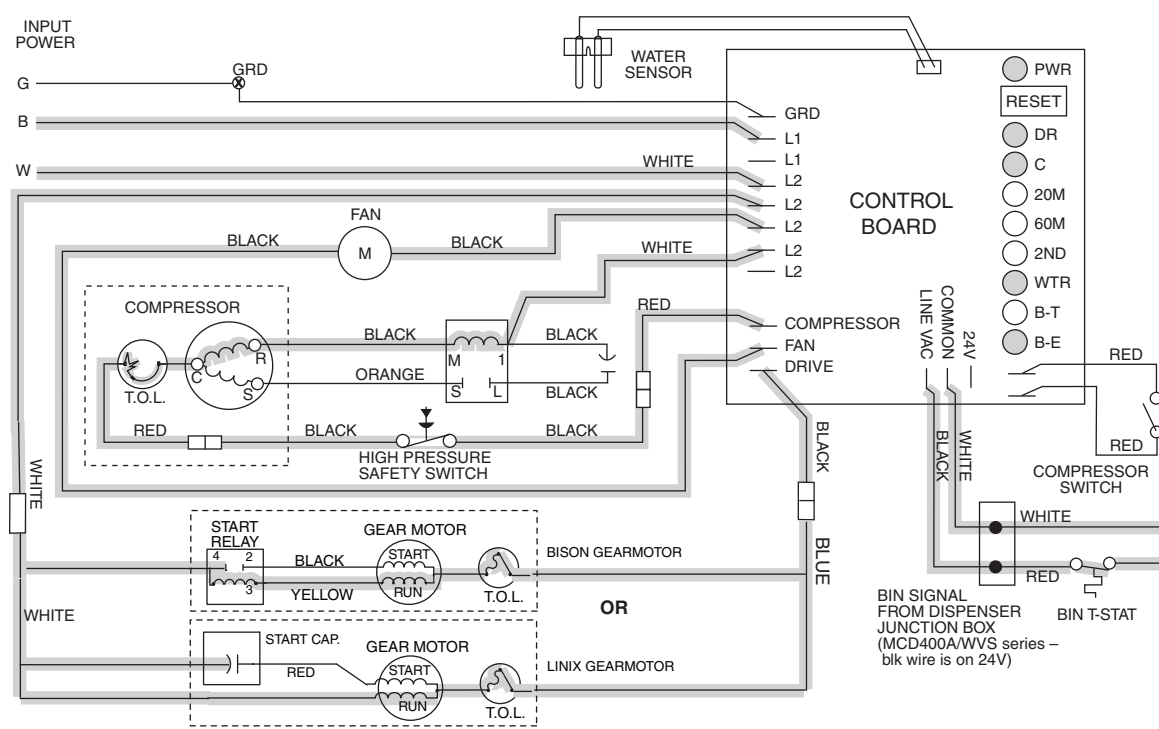 INPUT
POWER
G
GRD
B
W
WATER
SENSOR
GRD
L1
L1
L2
L2
L2
L2
L2
WHITE
WHITE
CONTROL
BOARD
PWR
RESET
DR
C
20M
60M
2ND
WTR
B-T
B-E
FAN
M
BLACK
BLACK
COMPRESSOR
T.O.L.
C
R
S
BLACK
ORANGE
M
1
S
L
BLACK
BLACK
RED
COMPRESSOR
FAN
DRIVE
LINE VAC
COMMON
24V
RED
RED
COMPRESSOR
SWITCH
RED
BLACK
BLACK
HIGH PRESSURE
SAFETY SWITCH
BLACK
BLUE
BLACK
WHITE
WHITE
RED
BIN T-STAT
BIN SIGNAL
FROM DISPENSER
JUNCTION BOX
(MCD400A/WVS series –
blk wire is on 24V)
WHITE
WHITE
START
RELAY
4
2
3
BLACK
YELLOW
GEAR MOTOR
START
RUN
T.O.L.
BISON GEARMOTOR
OR
START CAP.
RED
GEAR MOTOR
START
RUN
T.O.L.
LINIX GEARMOTOR